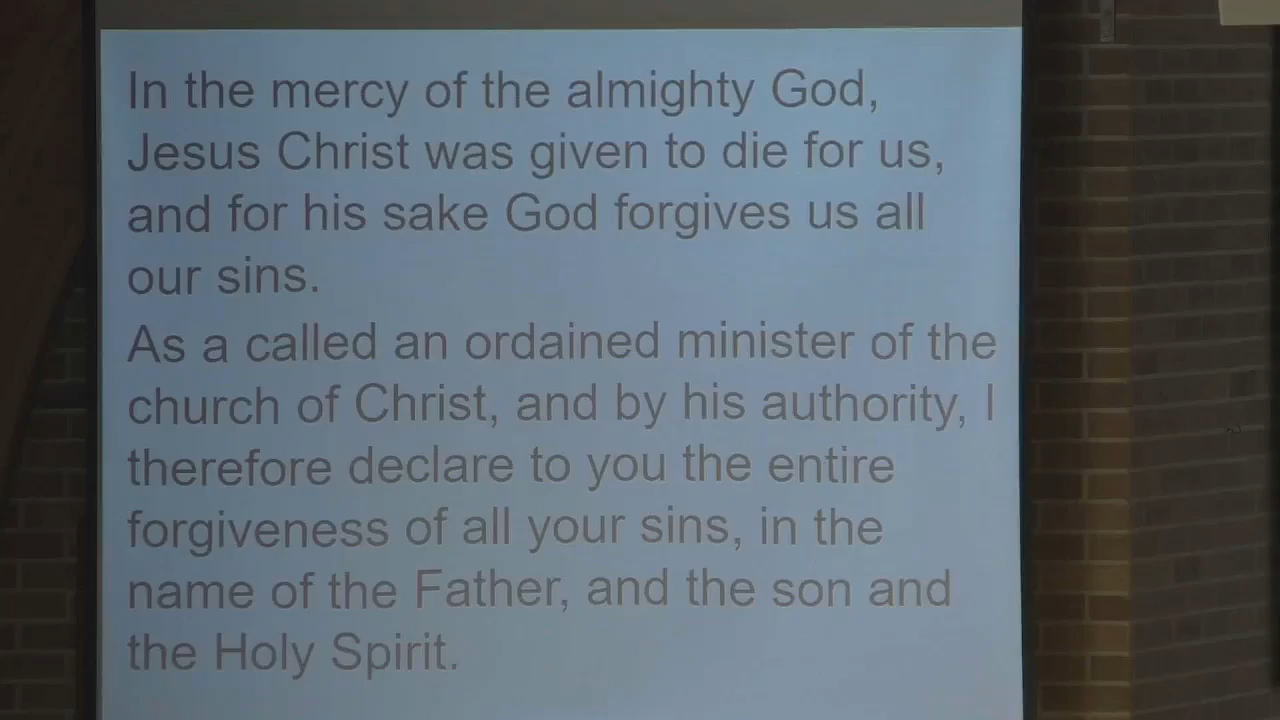 In the mercy of the almighty God,
Jesus Christ was given to die for us,
and for his sake God forgives us all
our sins.
As a called an ordained minister of the
church of Christ, and by his authority, I
therefore declare to you the entire
forgiveness of all your sins, in the
name of the Father, and the son and
the Holy Spirit.